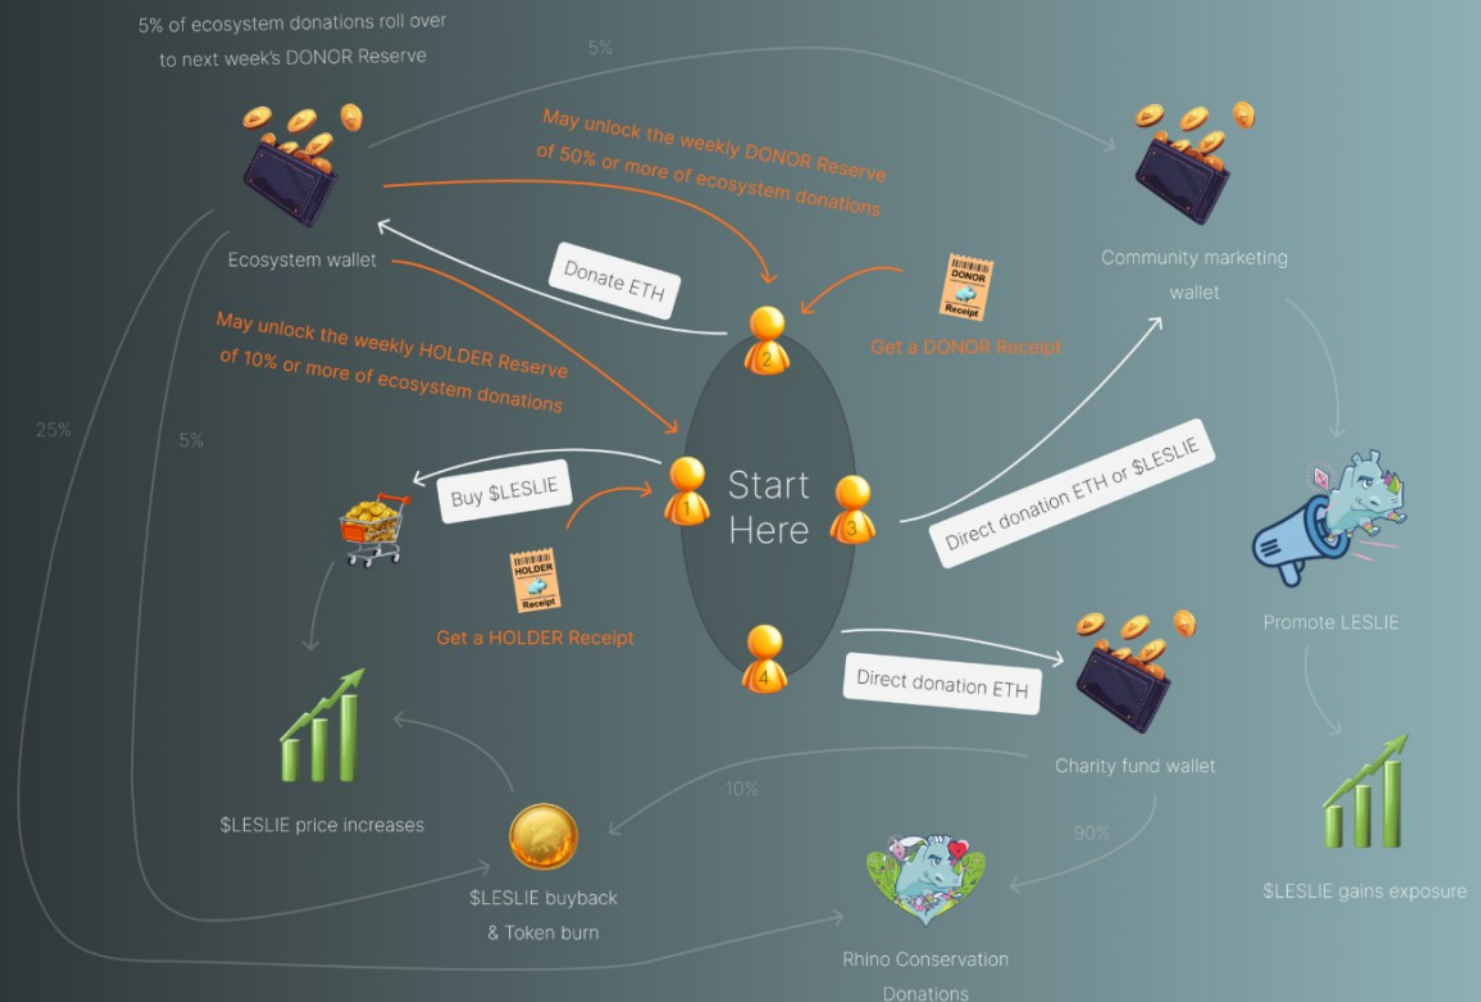 5% of ecosystem donations roll over
to next week's DONOR Reserve
5%
May unlock the weekly DONOR Reserve
of 50% or more of ecosystem donations
Ecosystem wallet
Donate ETH
DONOR
Receipt
Get a DONOR Receipt
Community marketing
wallet
May unlock the weekly HOLDER Reserve
of 10% or more of ecosystem donations
2
25%
5%
Buy $LESLIE
1
Start
Here
3
Direct donation ETH or $LESLIE
HOLDER
Receipt
Get a HOLDER Receipt
Promote LESLIE
4
Direct donation ETH
Charity fund wallet
10%
90%
$LESLIE price increases
$LESLIE buyback
& Token burn
$LESLIE gains exposure
Rhino Conservation
Donations